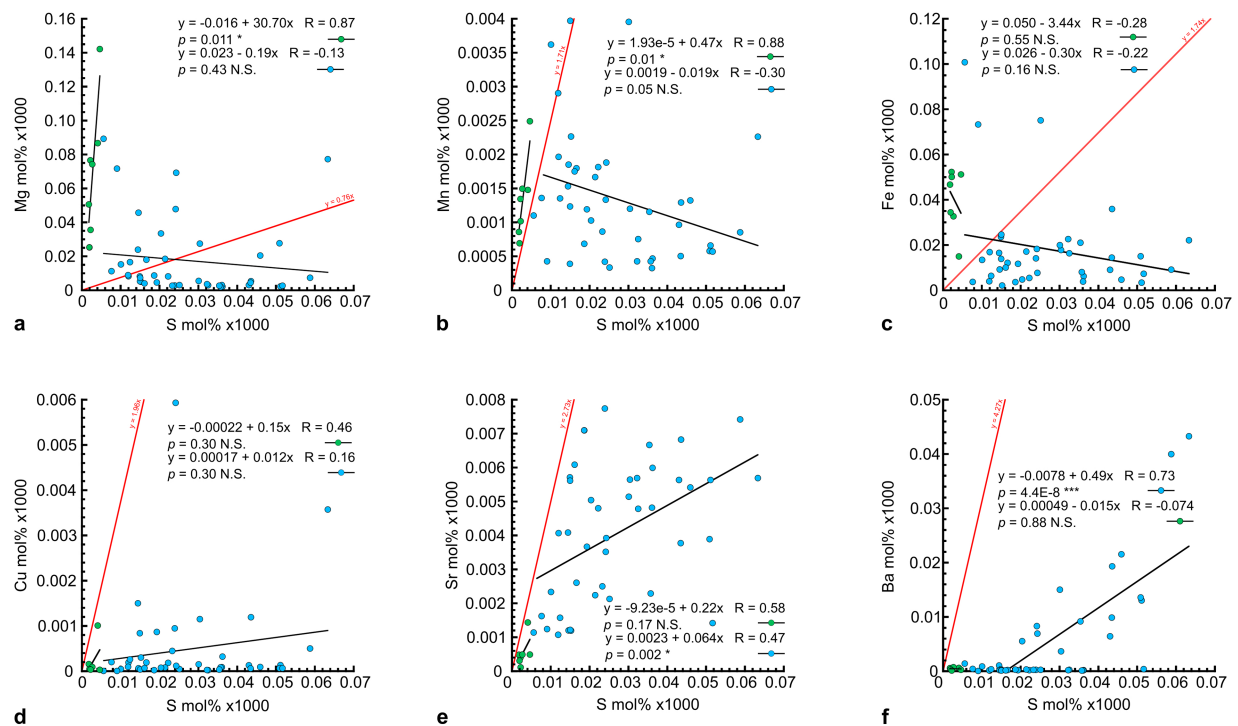 y = -0.016 + 30.70x R = 0.87
p = 0.011 *
y = 0.023 - 0.19x R = -0.13
p = 0.43 N.S.
y = 0.76x
Mg mol% x1000
0.16
0.14
0.12
0.10
0.08
0.06
0.04
0.02
0
0 0.01 0.02 0.03 0.04 0.05 0.06 0.07
S mol% x1000
a
y = 1.93e-5 + 0.47x R = 0.88
p = 0.01 *
y = 0.0019 - 0.019x R = -0.30
p = 0.05 N.S.
y = 1.71x
Mn mol% x1000
0.004
0.0035
0.003
0.0025
0.002
0.0015
0.001
0.0005
0
0 0.01 0.02 0.03 0.04 0.05 0.06 0.07
S mol% x1000
b
y = 0.050 - 3.44x R = -0.28
p = 0.55 N.S.
y = 0.026 - 0.30x R = -0.22
p = 0.16 N.S.
y = 1.74x
Fe mol% x1000
0.12
0.10
0.08
0.06
0.04
0.02
0
0 0.01 0.02 0.03 0.04 0.05 0.06 0.07
S mol% x1000
c
y = -0.00022 + 0.15x R = 0.46
p = 0.30 N.S.
y = 0.00017 + 0.012x R = 0.16
p = 0.30 N.S.
y = 1.98x
Cu mol% x1000
0.006
0.005
0.004
0.003
0.002
0.001
0
0 0.01 0.02 0.03 0.04 0.05 0.06 0.07
S mol% x1000
d
y = 2.73x
Sr mol% x1000
0.008
0.007
0.006
0.005
0.004
0.003
0.002
0.001
0
y = -9.23e-5 + 0.22x R = 0.58
p = 0.17 N.S.
y = 0.0023 + 0.064x R = 0.47
p = 0.002 *
0 0.01 0.02 0.03 0.04 0.05 0.06 0.07
S mol% x1000
e
y = 4.27x
y = -0.0078 + 0.49x R = 0.73
p = 4.4E-8 ***
y = 0.00049 - 0.015x R = -0.074
p = 0.88 N.S.
Ba mol% x1000
0.05
0.04
0.03
0.02
0.01
0
0 0.01 0.02 0.03 0.04 0.05 0.06 0.07
S mol% x1000
f